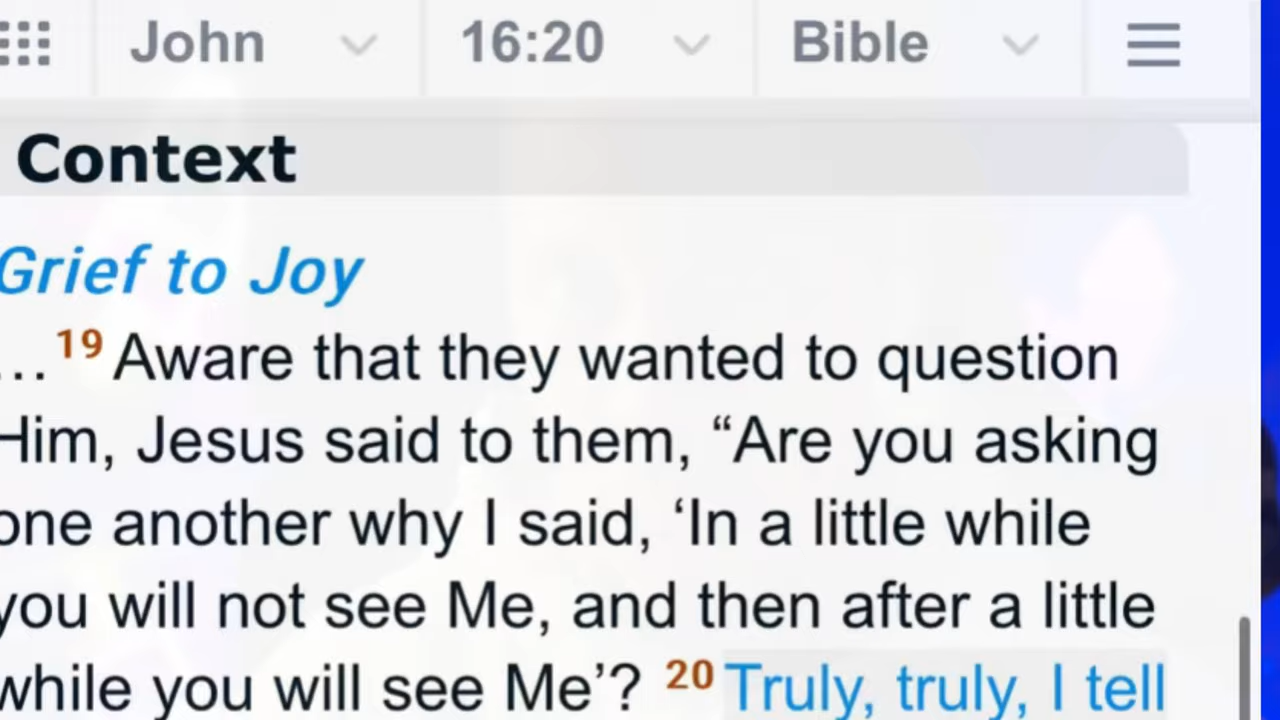 John 16:20 Bible
Context
Grief to Joy
...19 Aware that they wanted to question
Him, Jesus said to them, “Are you asking
one another why I said, ‘In a little while
you will not see Me, and then after a little
while you will see Me’? 20 Truly, truly, I tell